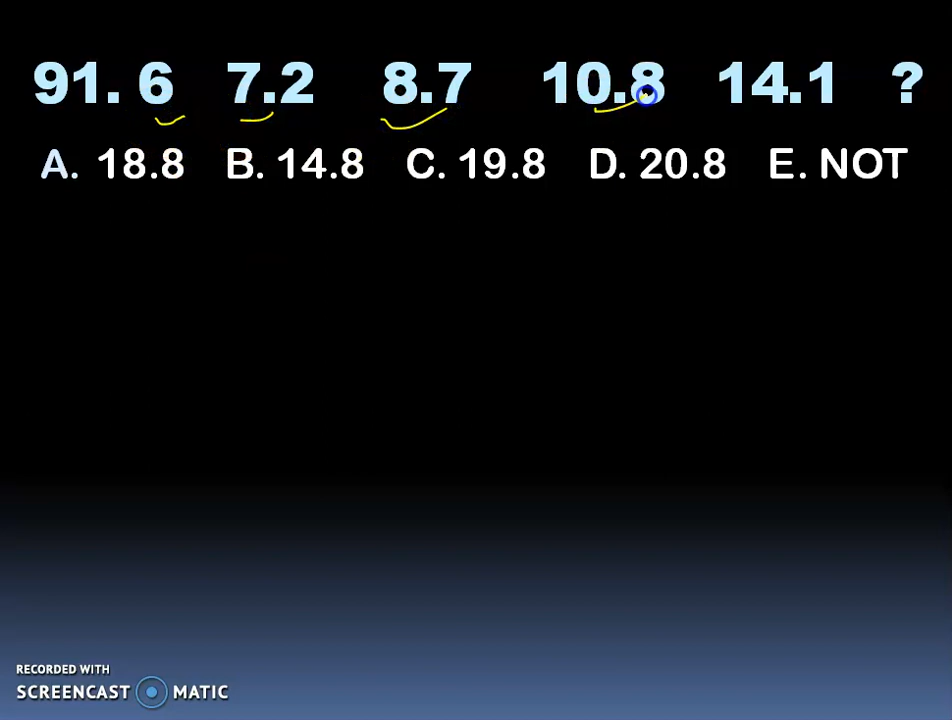 91. 6 7.2 8.7 10.8 14.1 ?
A. 18.8 B. 14.8 C. 19.8 D. 20.8 E. NOT
RECORDED WITH
SCREENCAST MATIC